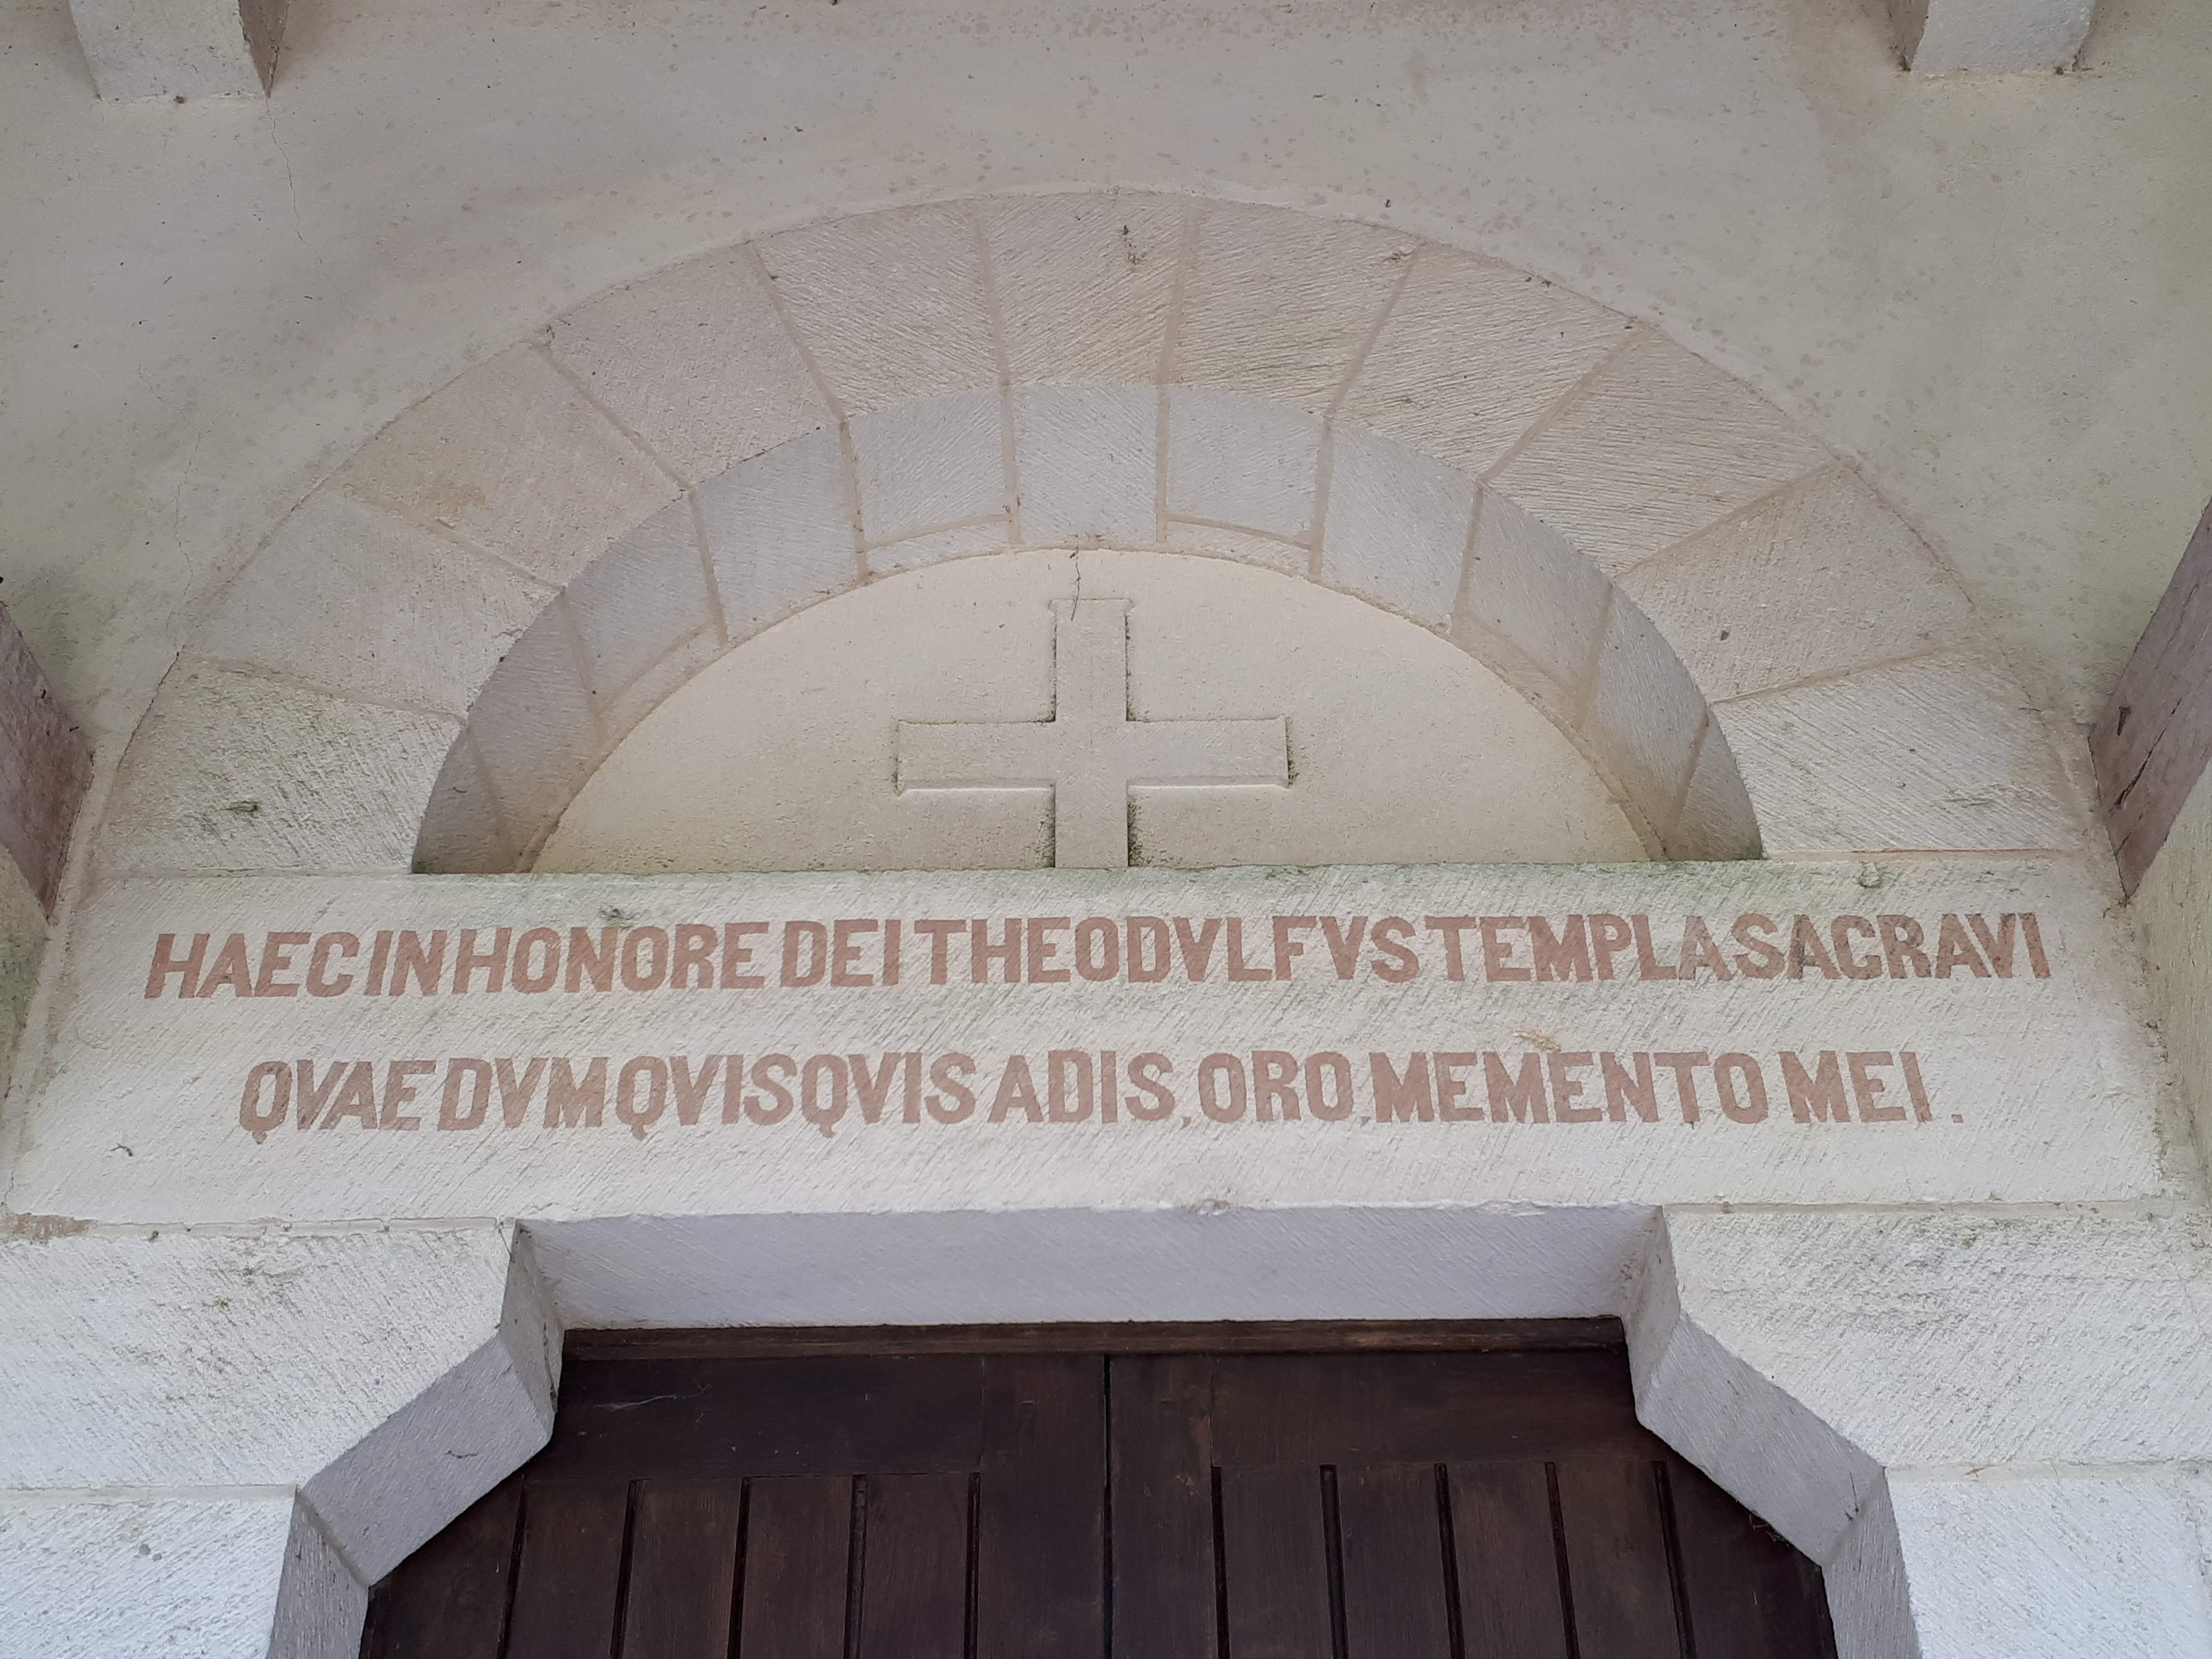 HAEC IN HONORE DEI THEODVLFVS TEMPLA SACRAVI
QVAE DVM QVISQVIS ADIS, ORO, MEMENTO MEI.